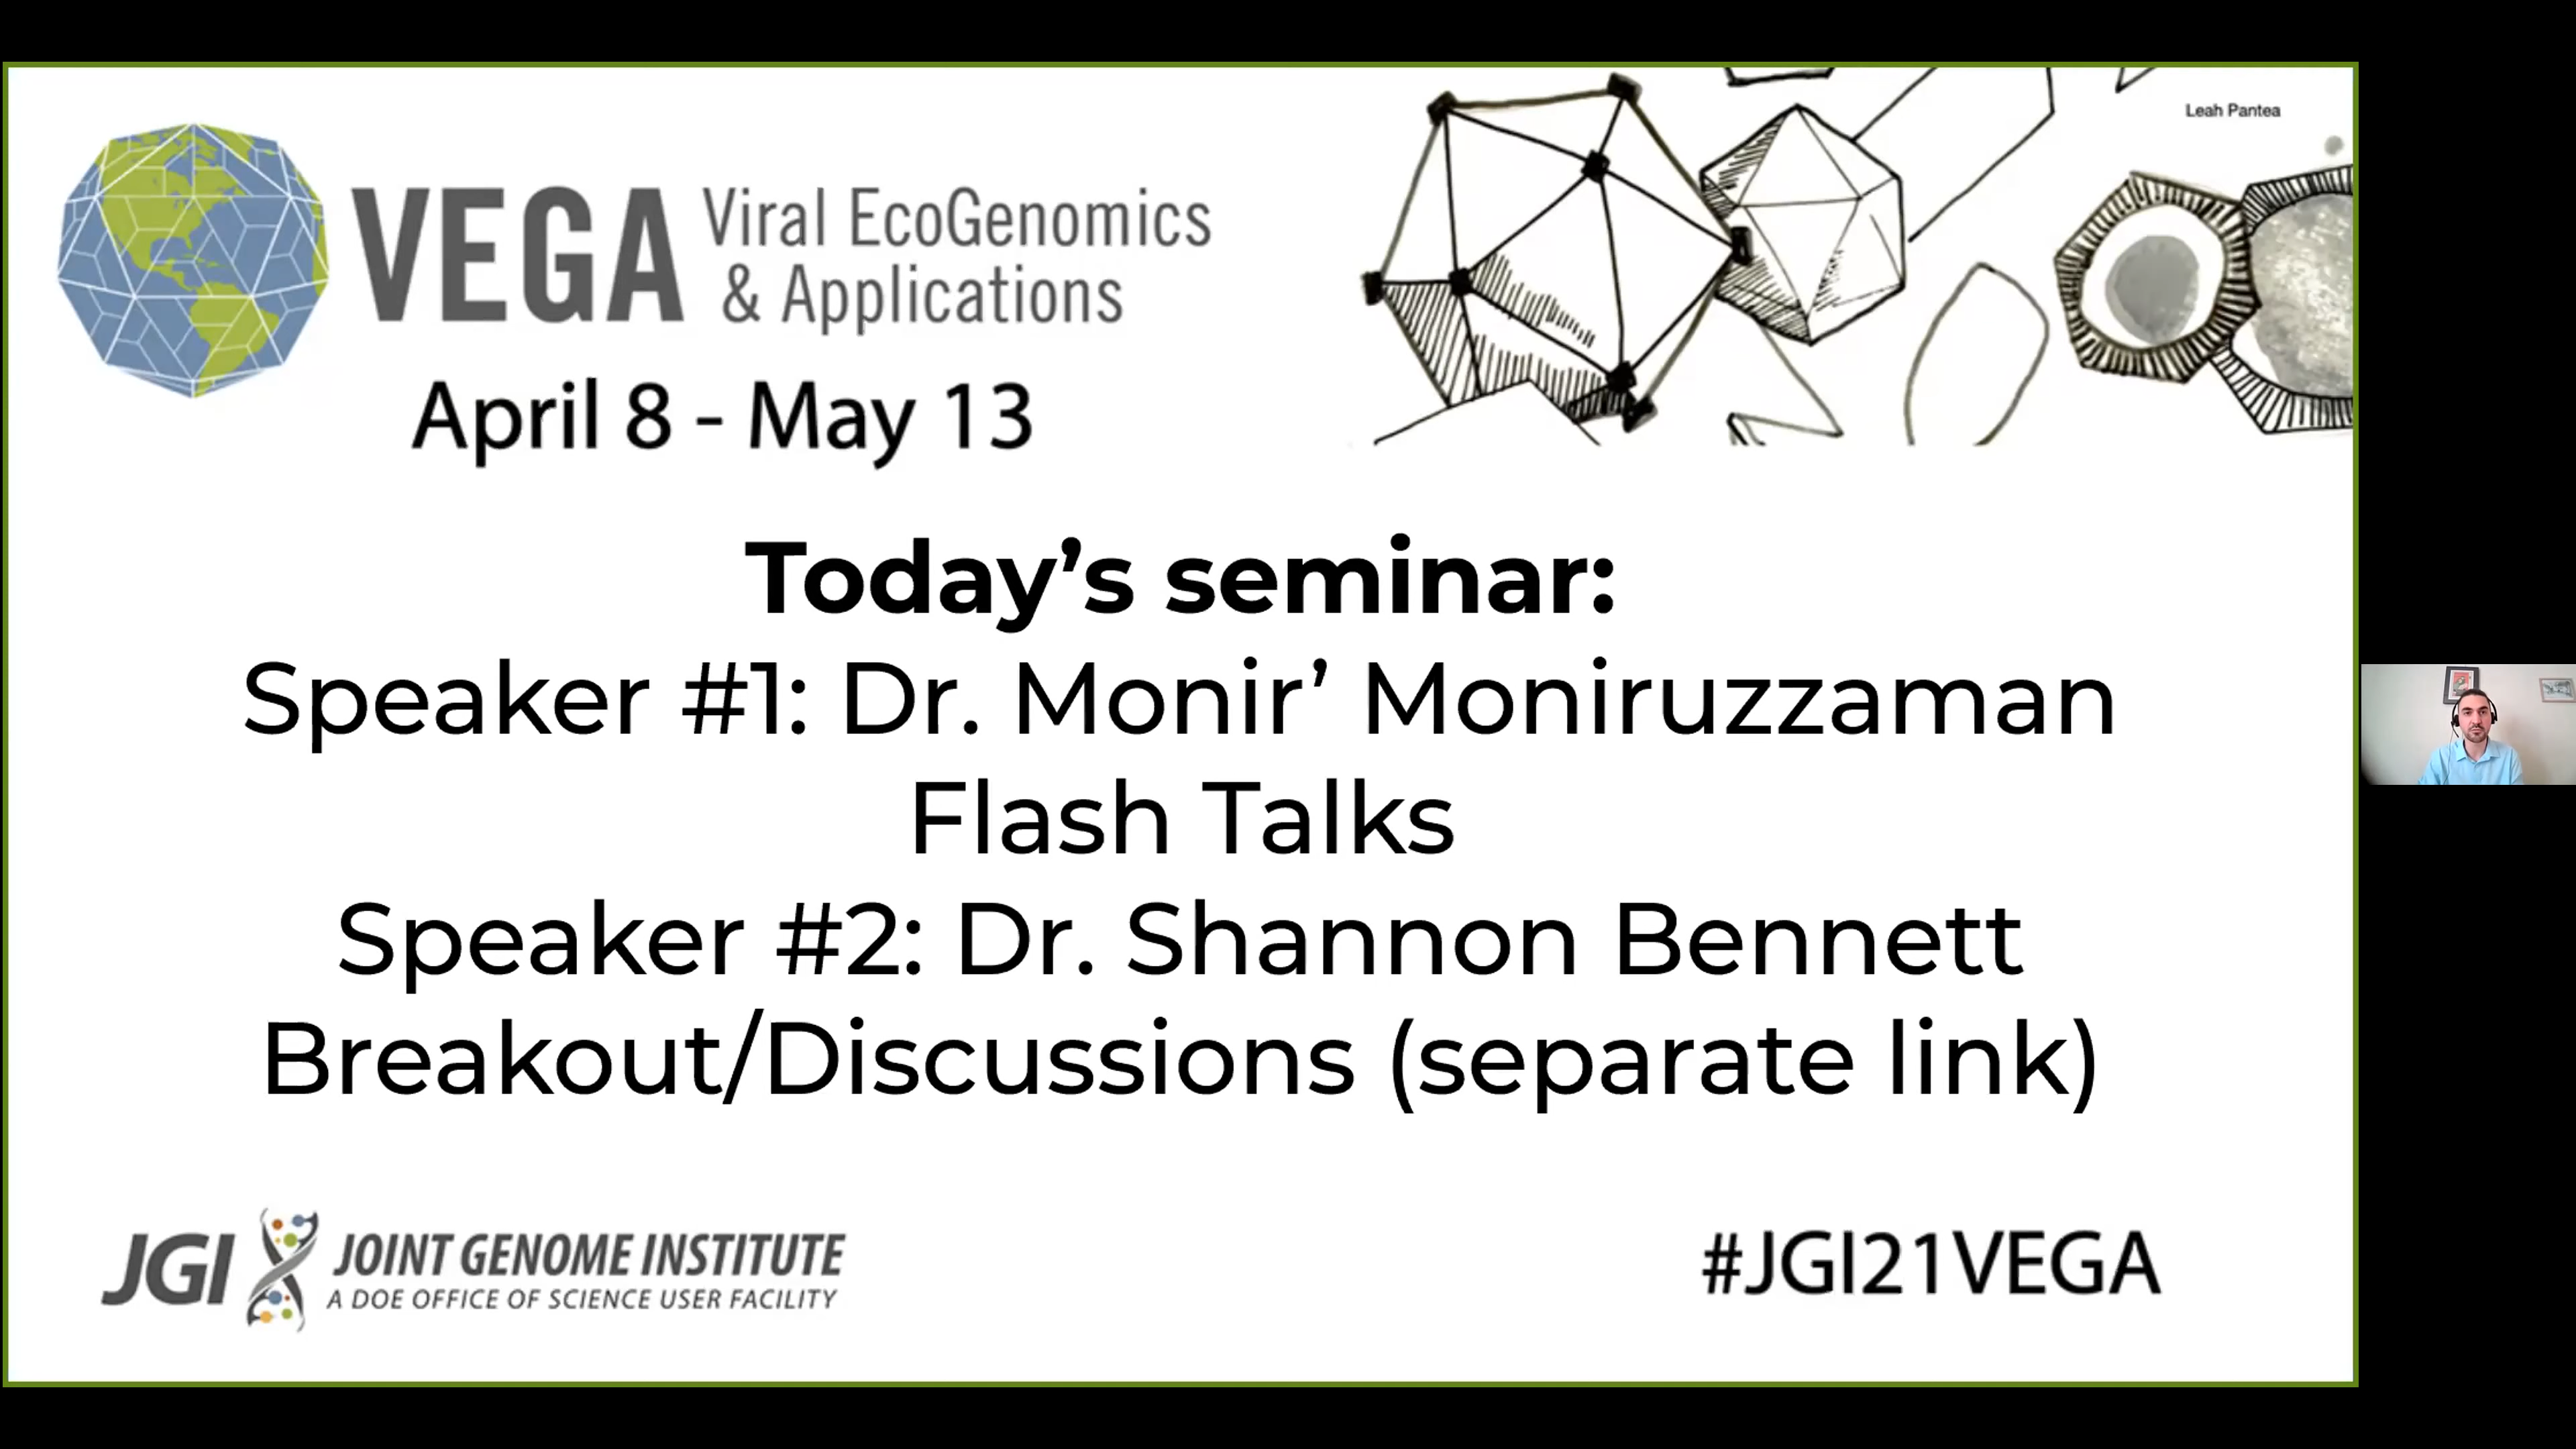 Leah Pantea
VEGA
Viral EcoGenomics
& Applications
April 8 - May 13
Today’s seminar:
Speaker #1: Dr. Monir’ Moniruzzaman
Flash Talks
Speaker #2: Dr. Shannon Bennett
Breakout/Discussions (separate link)
JGI JOINT GENOME INSTITUTE
A DOE OFFICE OF SCIENCE USER FACILITY
#JGI21VEGA